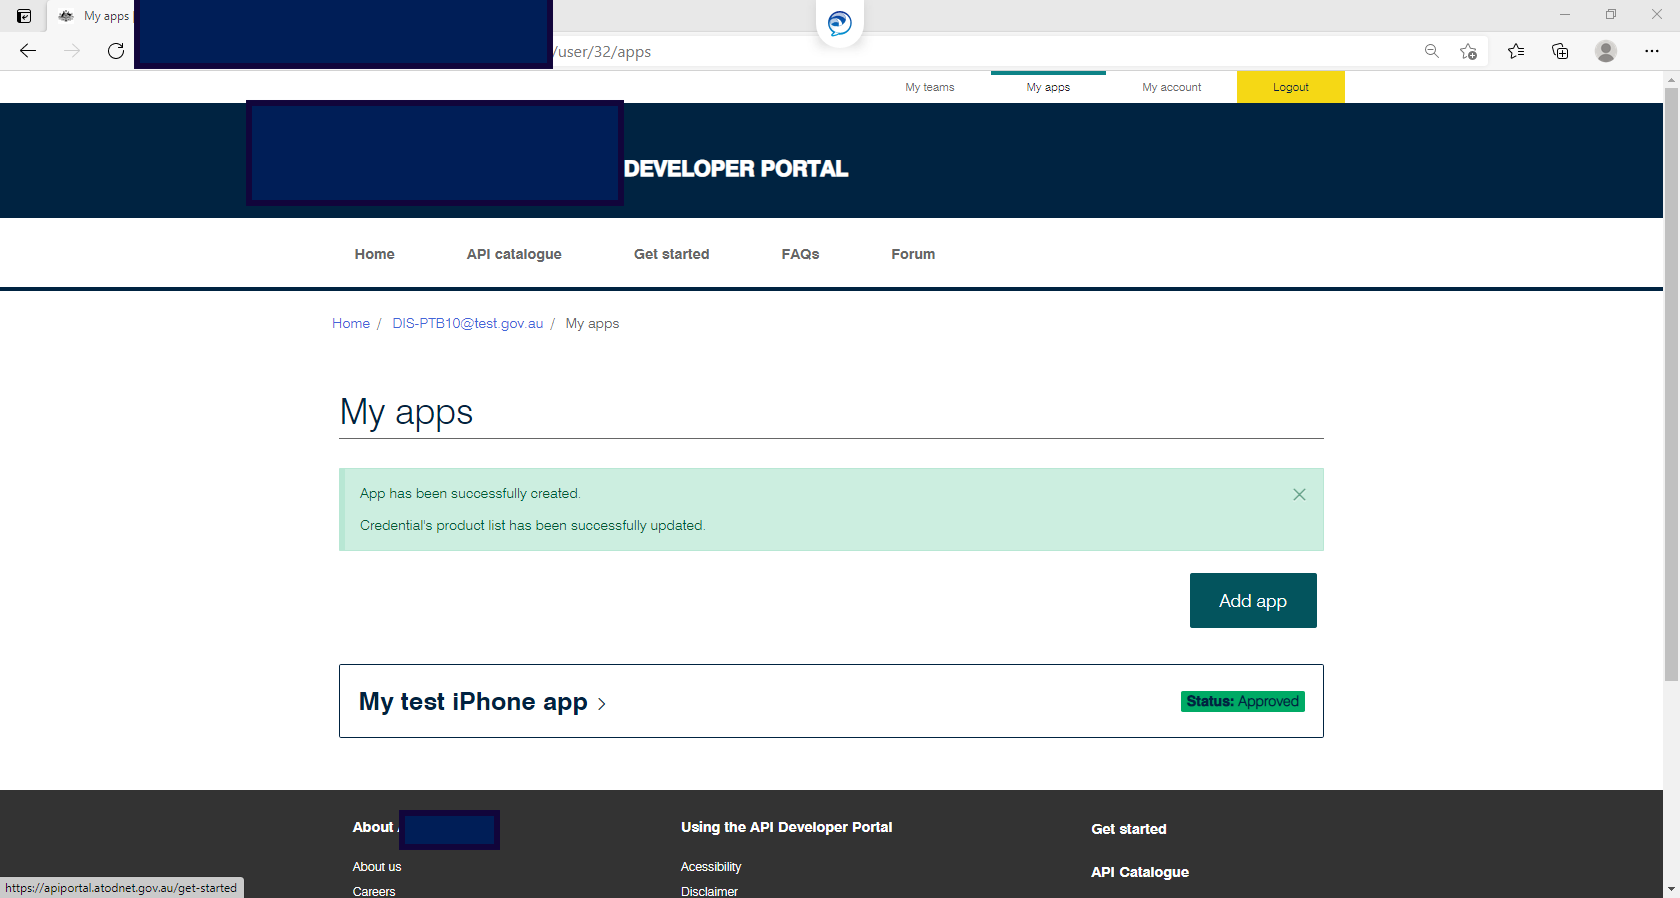 My apps
/user/32/apps
My teams
My apps
My account
Logout
DEVELOPER PORTAL
Home
API catalogue
Get started
FAQs
Forum
Home / DIS-PTB10@test.gov.au / My apps
My apps
App has been successfully created.
Credential's product list has been successfully updated.
Add app
My test iPhone app >
Status: Approved
About
Using the API Developer Portal
Get started
About us
Acessibility
API Catalogue
Careers
Disclaimer
https://apiportal.atodnet.gov.au/get-started